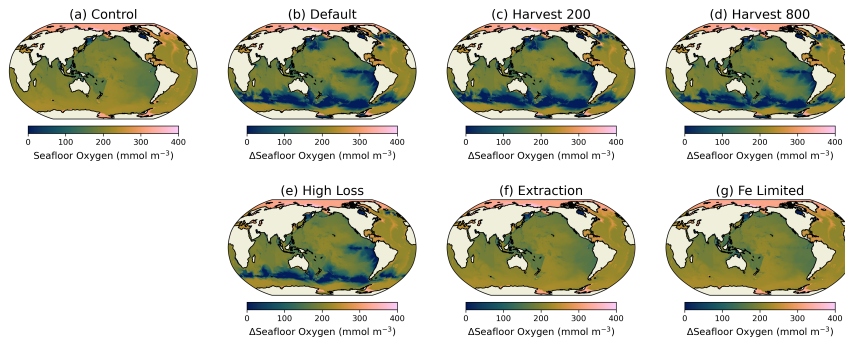 (a) Control
(b) Default
(c) Harvest 200
(d) Harvest 800
0 100 200 300 400
Seafloor Oxygen (mmol m⁻³)
0 100 200 300 400
ΔSeafloor Oxygen (mmol m⁻³)
0 100 200 300 400
ΔSeafloor Oxygen (mmol m⁻³)
0 100 200 300 400
ΔSeafloor Oxygen (mmol m⁻³)
(e) High Loss
(f) Extraction
(g) Fe Limited
0 100 200 300 400
ΔSeafloor Oxygen (mmol m⁻³)
0 100 200 300 400
ΔSeafloor Oxygen (mmol m⁻³)
0 100 200 300 400
ΔSeafloor Oxygen (mmol m⁻³)